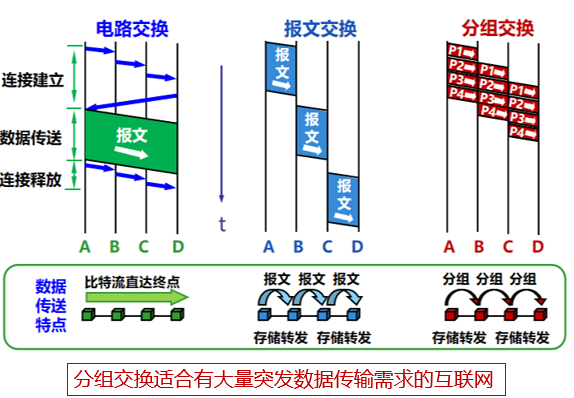 电路交换
报文交换
分组交换
连接建立
数据传送
连接释放
报文
t
报
文
报
文
报
文
P1
P2
P3
P4
P1
P2
P3
P4
P1
P2
P3
P4
A B C D
A B C D
A B C D
数据
传送
特点
比特流直达终点
报文 报文 报文
存储转发 存储转发
分组 分组 分组
存储转发 存储转发
分组交换适合有大量突发数据传输需求的互联网